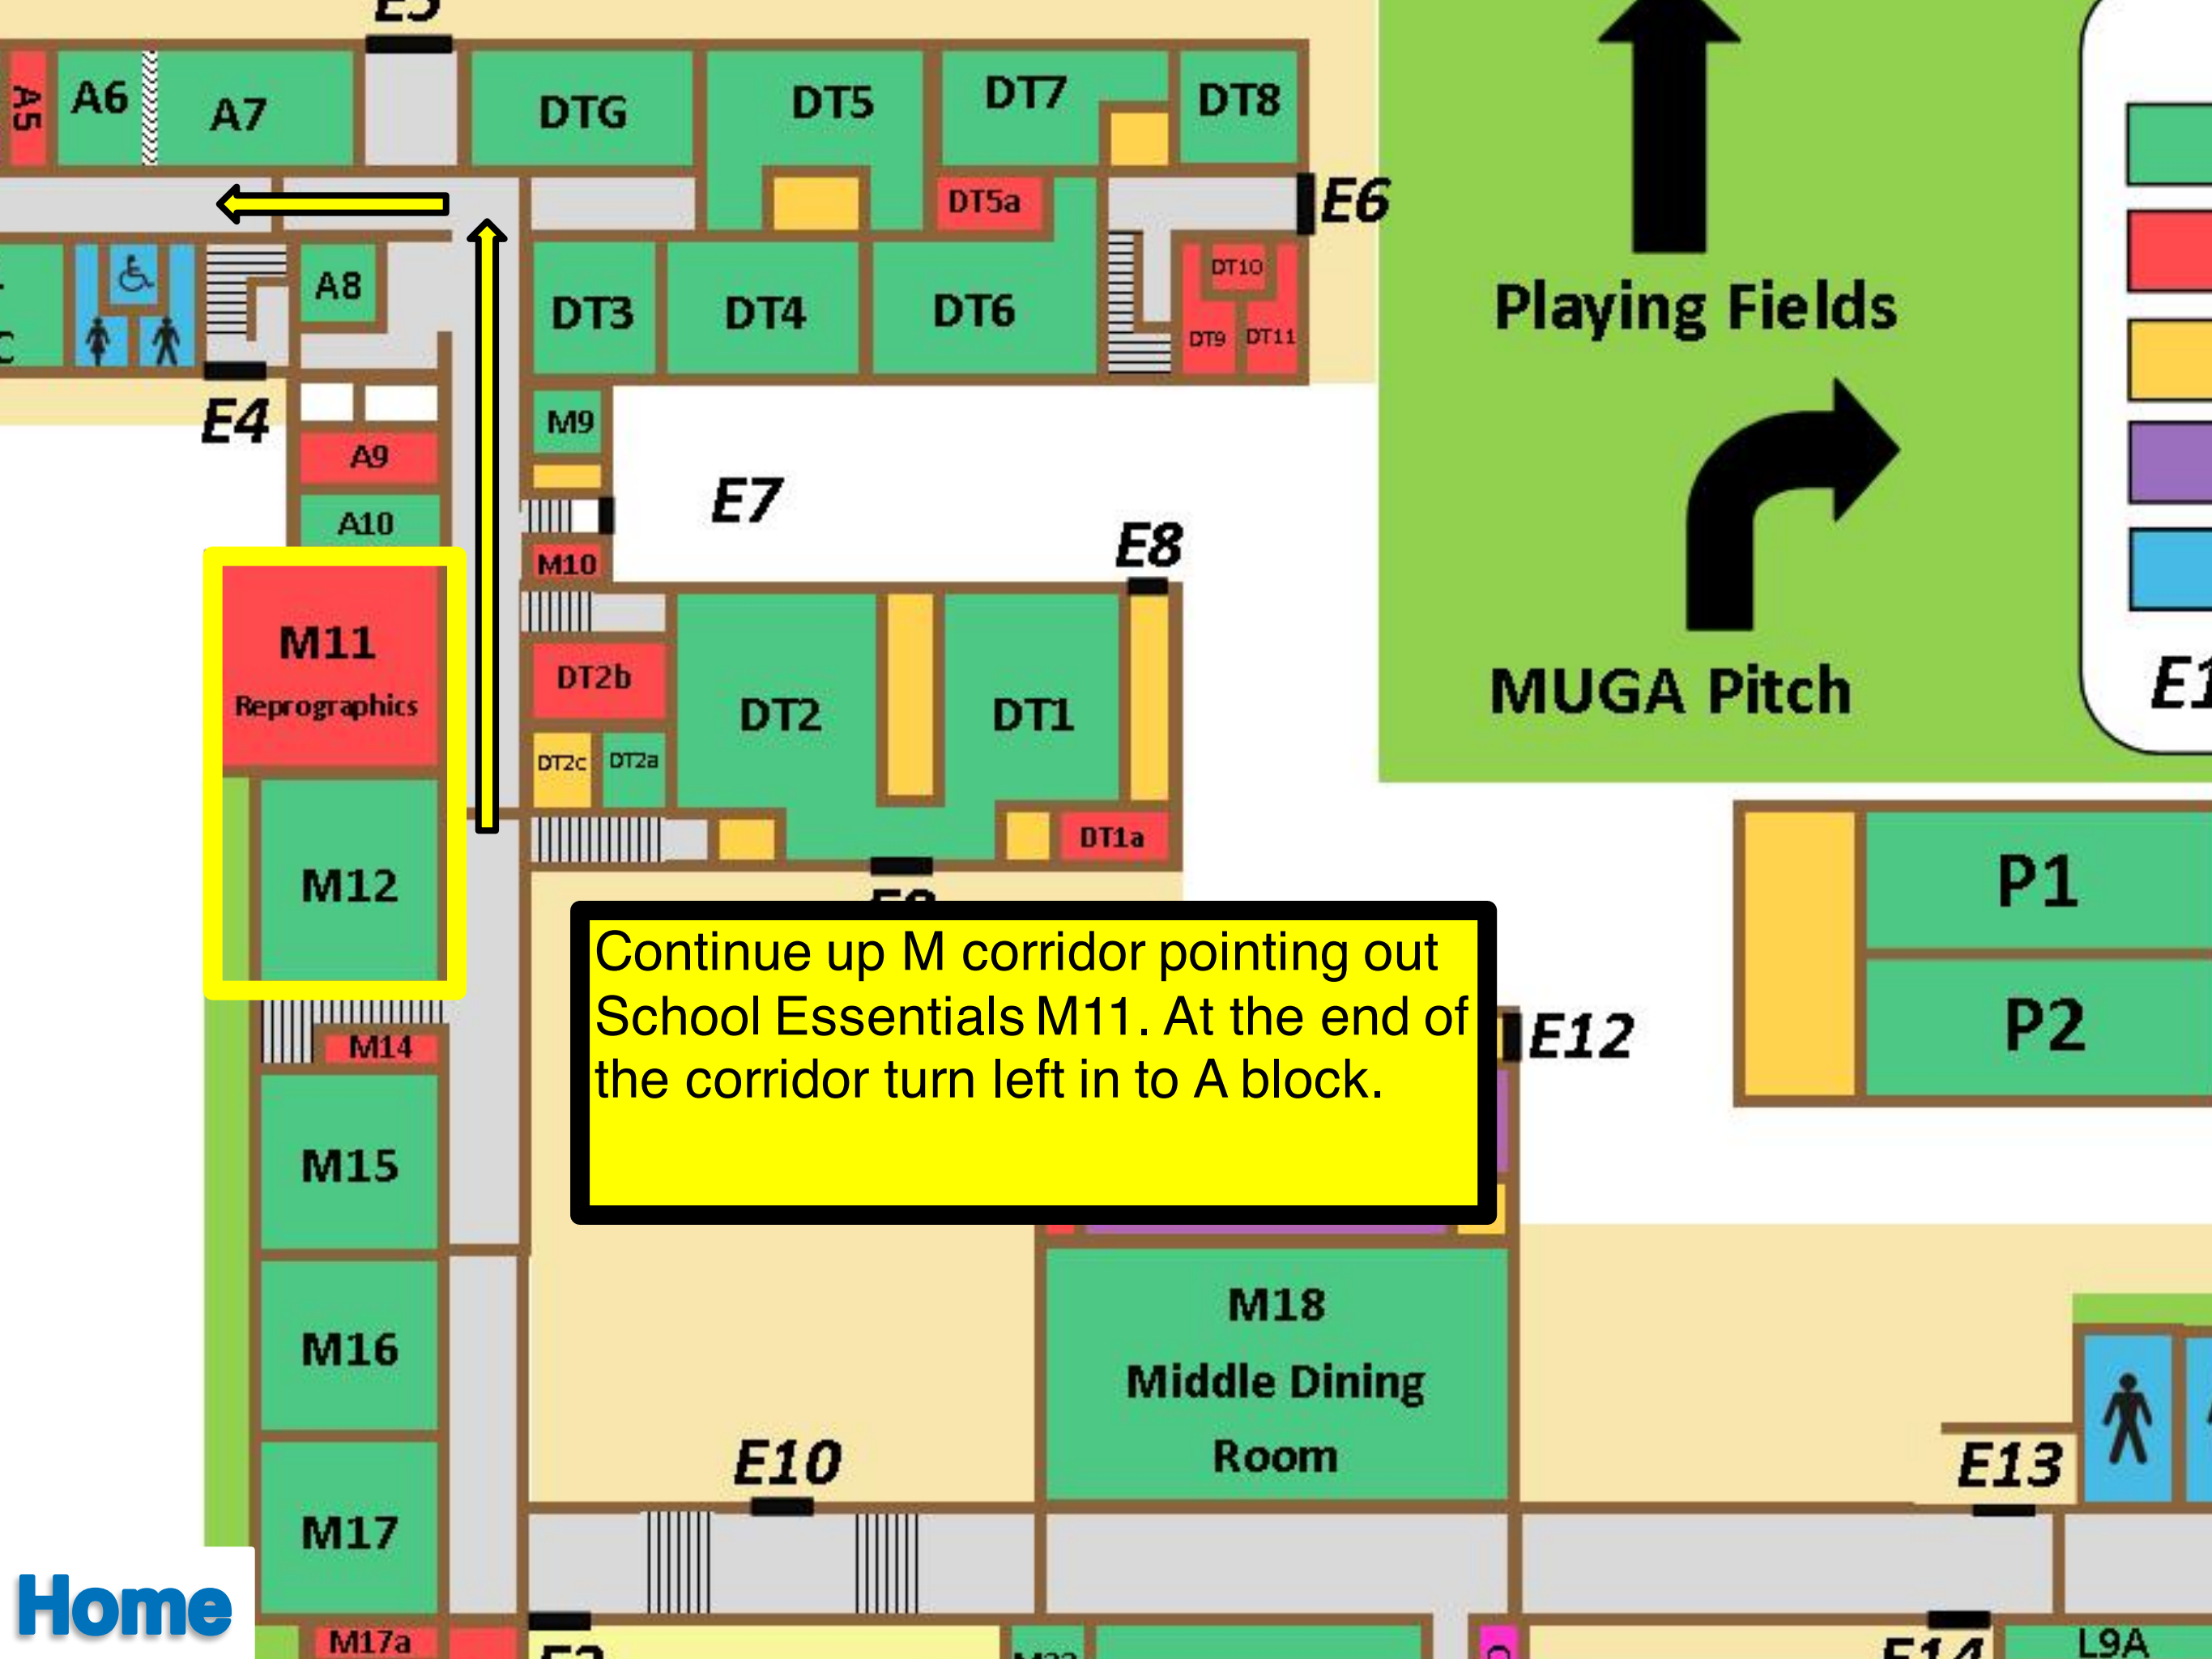 A5
A6
A7
DTG
DT5
DT7
DT8
DT5a
E6
A8
DT3
DT4
DT6
DT10
DT9
DT11
Playing Fields
E4
M9
A9
A10
E7
E8
M10
M11
Reprographics
DT2b
DT2
DT1
DT2c
DT2a
MUGA Pitch
DT1a
M12
P1
P2
Continue up M corridor pointing out
School Essentials M11. At the end of
the corridor turn left in to A block.
E12
M14
M15
M16
M17
M18
Middle Dining
Room
E10
E13
Home
M17a
E14
L9A